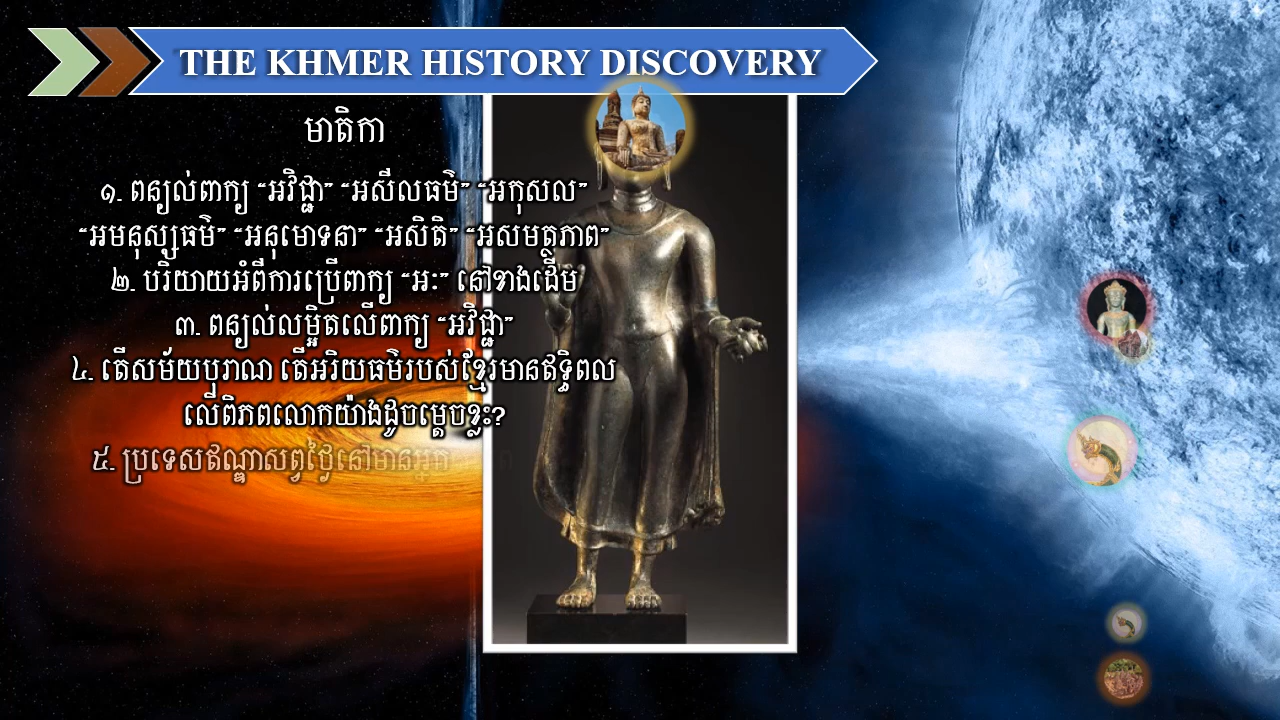 THE KHMER HISTORY DISCOVERY
មាតិកា
១. ពន្យល់ពាក្យ “អវិជ្ជា” “អសីលធម៌” “អកុសល”
“អមនុស្សធម៌” “អនុមោទនា” “អសិតិ” “អសមត្ថភាព”
២. បរិយាយអំពីការប្រើពាក្យ “អៈ” នៅខាងដើម
៣. ពន្យល់លម្អិតលើពាក្យ “អវិជ្ជា”
៤. តើសម័យបុរាណ តើអរិយធម៌របស់ខ្មែរមានឥទ្ធិពល
លើពិភពលោកយ៉ាងដូចម្ដេចខ្លះ?
៥. ប្រទេសឥណ្ឌាសព្វថ្ងៃនៅមាន